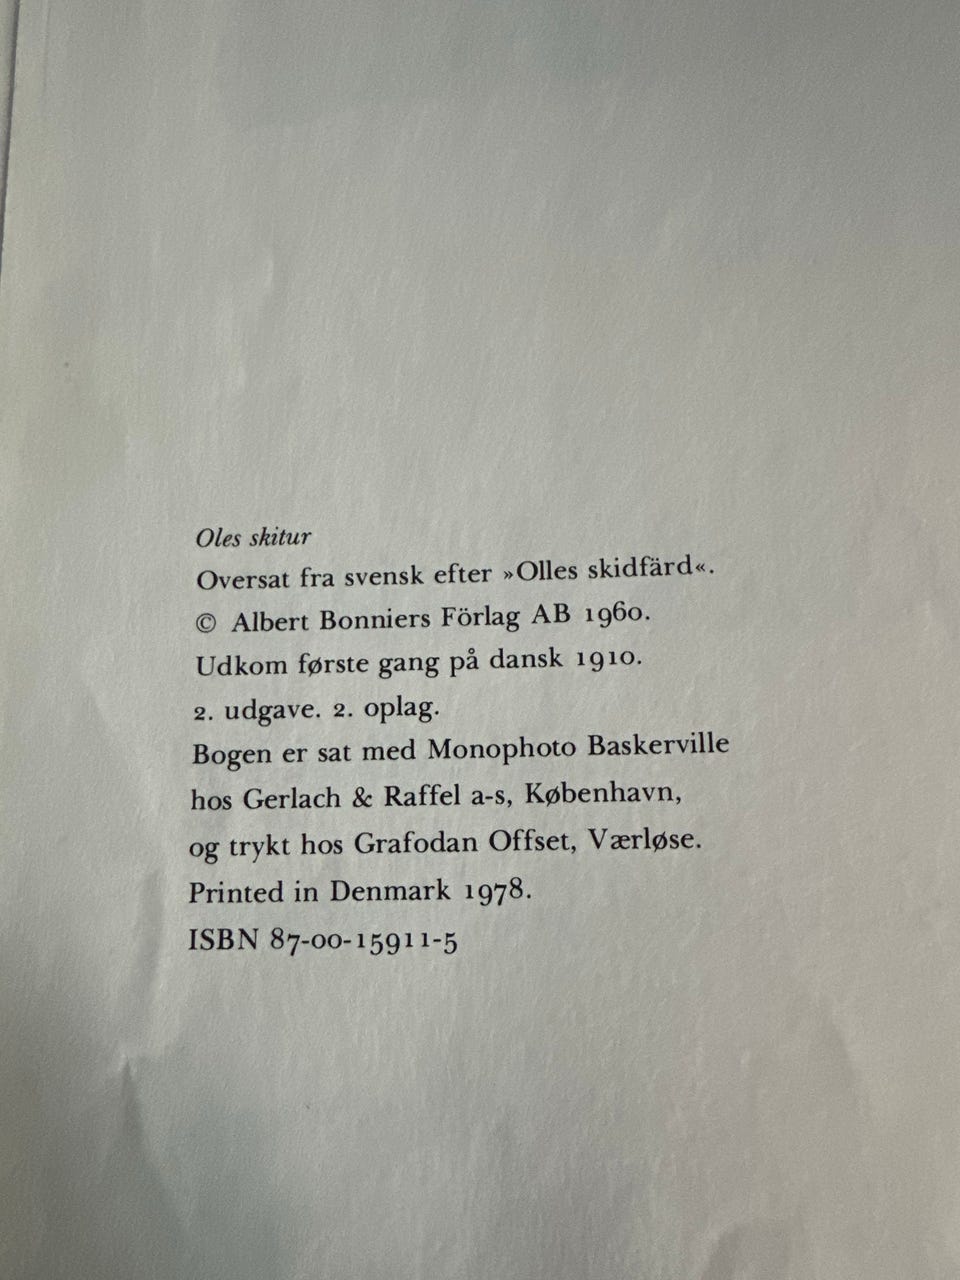 Oles skitur
Oversat fra svensk efter »Olles skidfärd«.
© Albert Bonniers Förlag AB 1960.
Udkom første gang på dansk 1910.
2. udgave. 2. oplag.
Bogen er sat med Monophoto Baskerville
hos Gerlach & Raffel a-s, København,
og trykt hos Grafodan Offset, Værløse.
Printed in Denmark 1978.
ISBN 87-00-15911-5